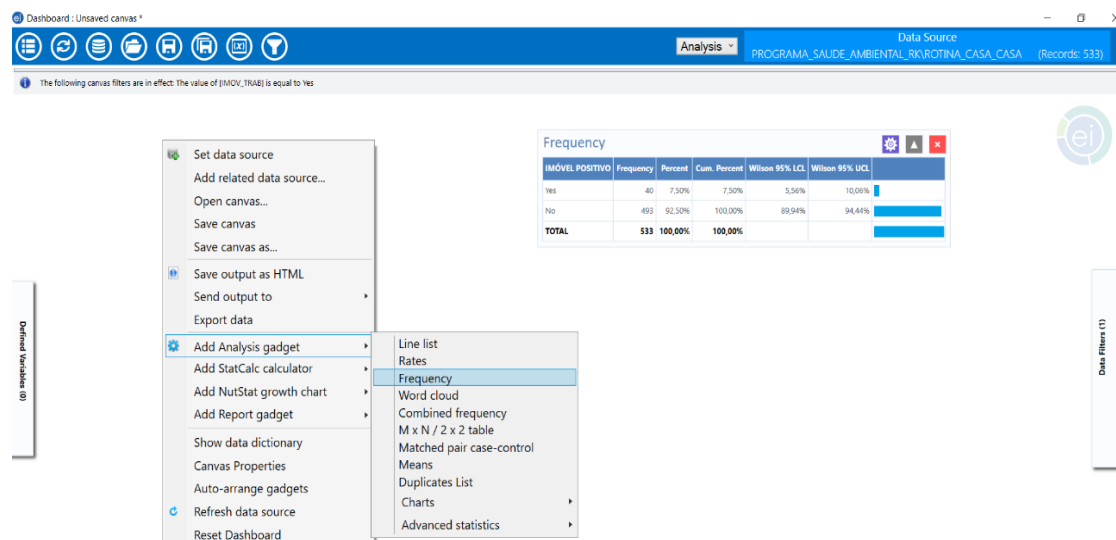 ei Dashboard : Unsaved canvas *
Analysis
Data Source
PROGRAMA_SAUDE_AMBIENTAL_RK\ROTINA_CASA_CASA (Records: 533)
The following canvas filters are in effect: The value of [IMOV_TRAB] is equal to Yes
ei
Frequency
IMÓVEL POSITIVO Frequency Percent Cum. Percent Wilson 95% LCL Wilson 95% UCL
Yes 40 7,50% 7,50% 5,56% 10,06%
No 493 92,50% 100,00% 89,94% 94,44%
TOTAL 533 100,00% 100,00%
Set data source
Add related data source...
Open canvas...
Save canvas
Save canvas as...
Save output as HTML
Send output to
Export data
Add Analysis gadget
Add StatCalc calculator
Add NutStat growth chart
Add Report gadget
Show data dictionary
Canvas Properties
Auto-arrange gadgets
Refresh data source
Reset Dashboard
Line list
Rates
Frequency
Word cloud
Combined frequency
M x N / 2 x 2 table
Matched pair case-control
Means
Duplicates List
Charts
Advanced statistics
Defined Variables (0)
Data Filters (1)